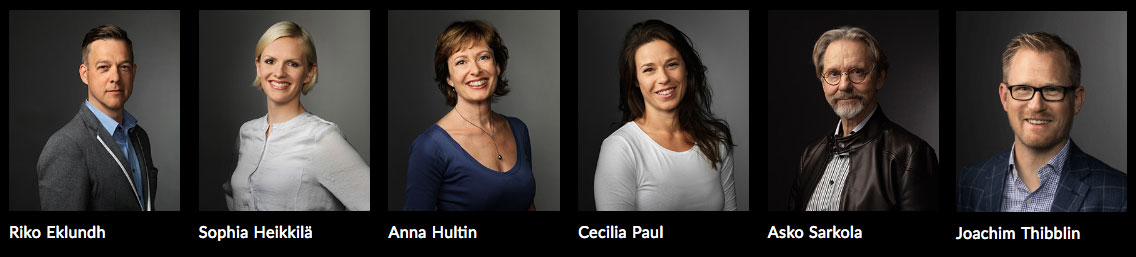 Riko Eklundh
Sophia Heikkilä
Anna Hultin
Cecilia Paul
Asko Sarkola
Joachim Thibblin